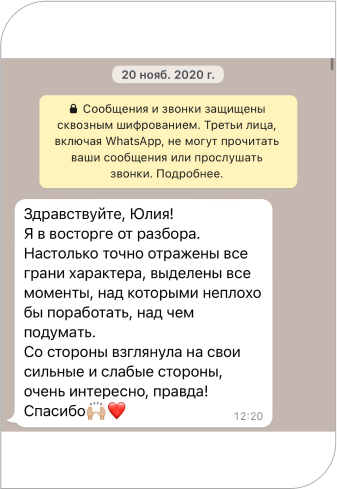 20 нояб. 2020 г.
🔒 Сообщения и звонки защищены
сквозным шифрованием. Третьи лица,
включая WhatsApp, не могут прочитать
ваши сообщения или прослушать
звонки. Подробнее.
Здравствуйте, Юлия!
Я в восторге от разбора.
Настолько точно отражены все
грани характера, выделены все
моменты, над которыми неплохо
бы поработать, над чем
подумать.
Со стороны взглянула на свои
сильные и слабые стороны,
очень интересно, правда!
Спасибо🙌🏼❤️
12:20